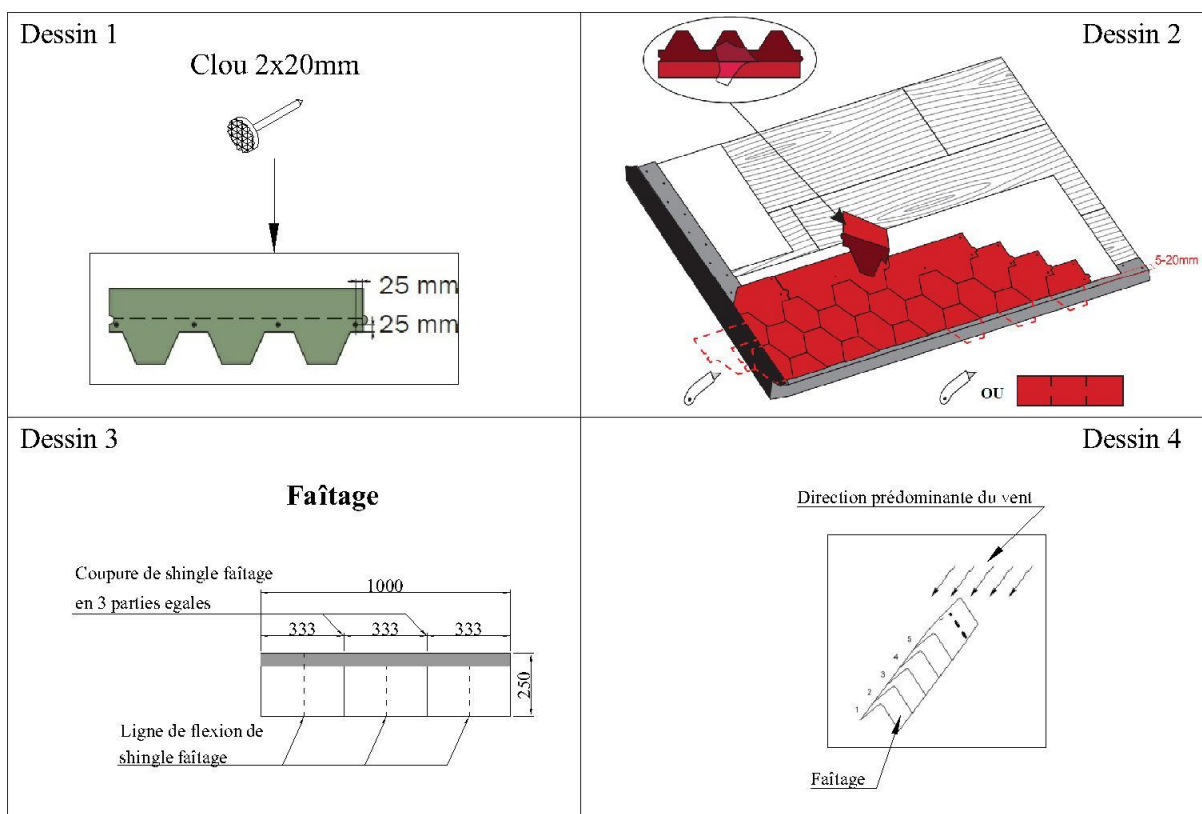 Dessin 1
Clou 2x20mm
25 mm
25 mm
Dessin 2
5-20mm
OU
Dessin 3
Faîtage
Coupure de shingle faîtage
en 3 parties egales
1000
333 333 333
250
Ligne de flexion de
shingle faîtage
Dessin 4
Direction prédominante du vent
5
4
3
2
1
Faîtage